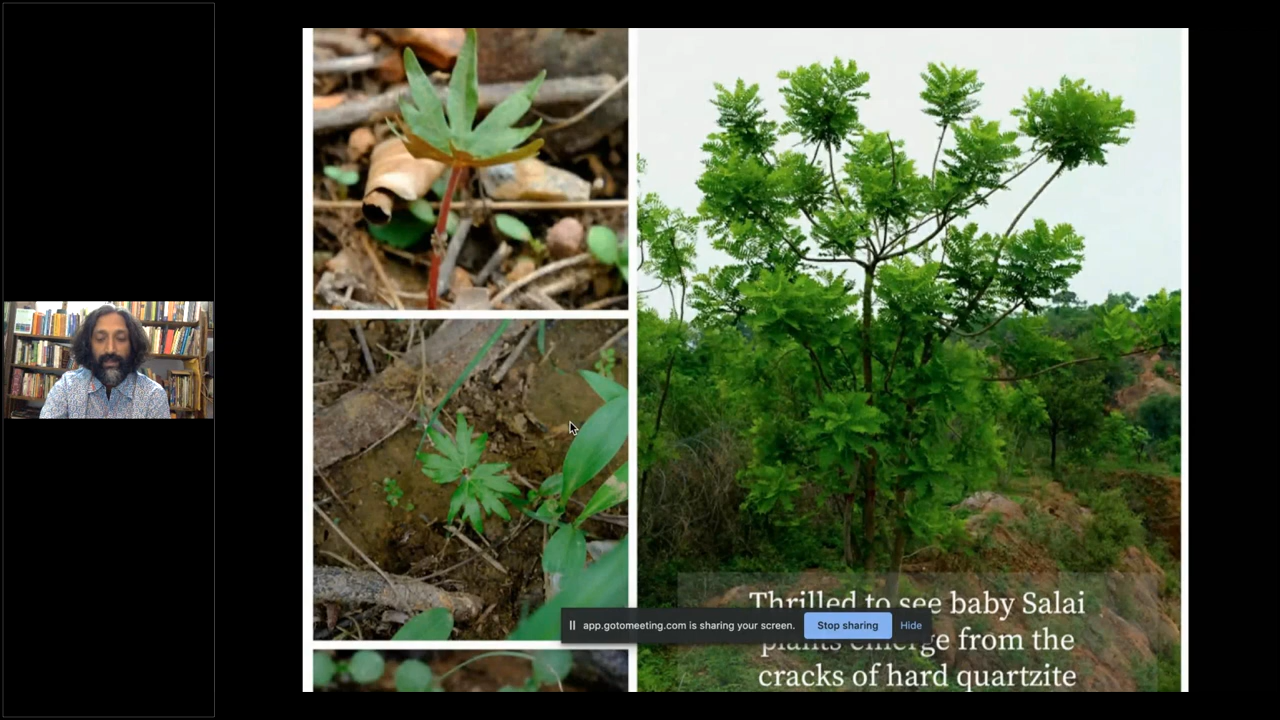 Thrilled to see baby Salai
plants emerge from the
cracks of hard quartzite
app.gotomeeting.com is sharing your screen.
Stop sharing
Hide